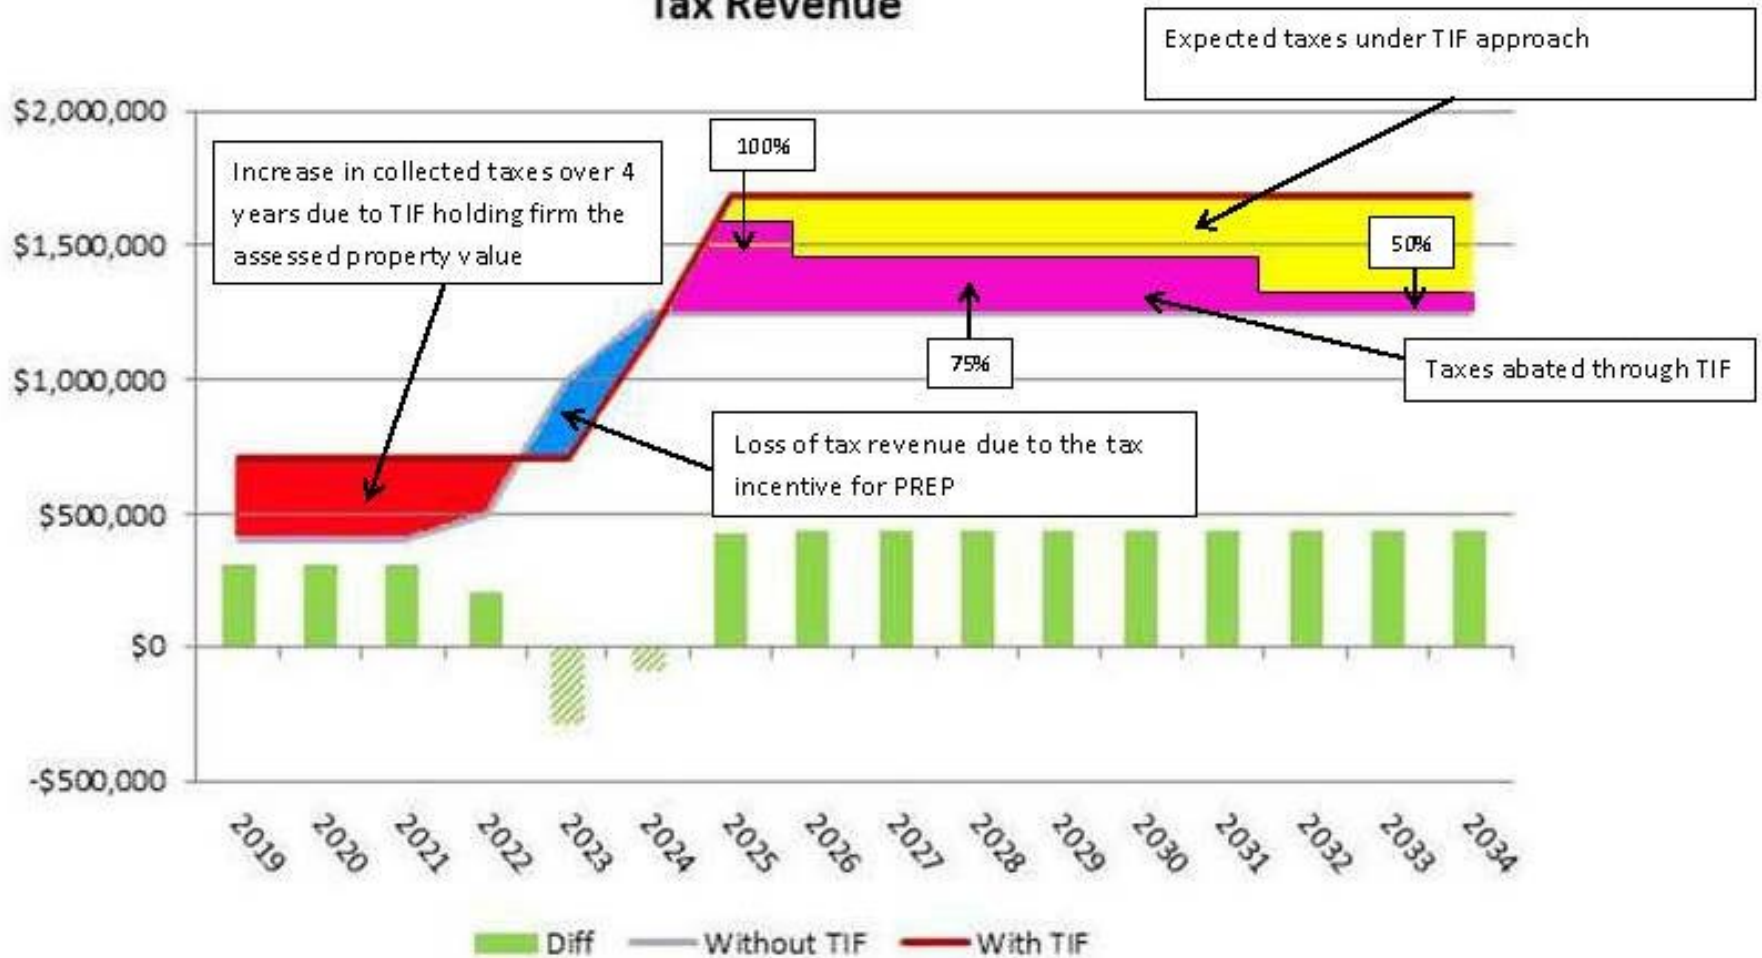 Tax Revenue
Expected taxes under TIF approach
$2,000,000
$1,500,000
$1,000,000
$500,000
$0
-$500,000
Increase in collected taxes over 4
years due to TIF holding firm the
assessed property value
100%
50%
75%
Taxes abated through TIF
Loss of tax revenue due to the tax
incentive for PREP
2019
2020
2021
2022
2023
2024
2025
2026
2027
2028
2029
2030
2031
2032
2033
2034
Diff
Without TIF
With TIF